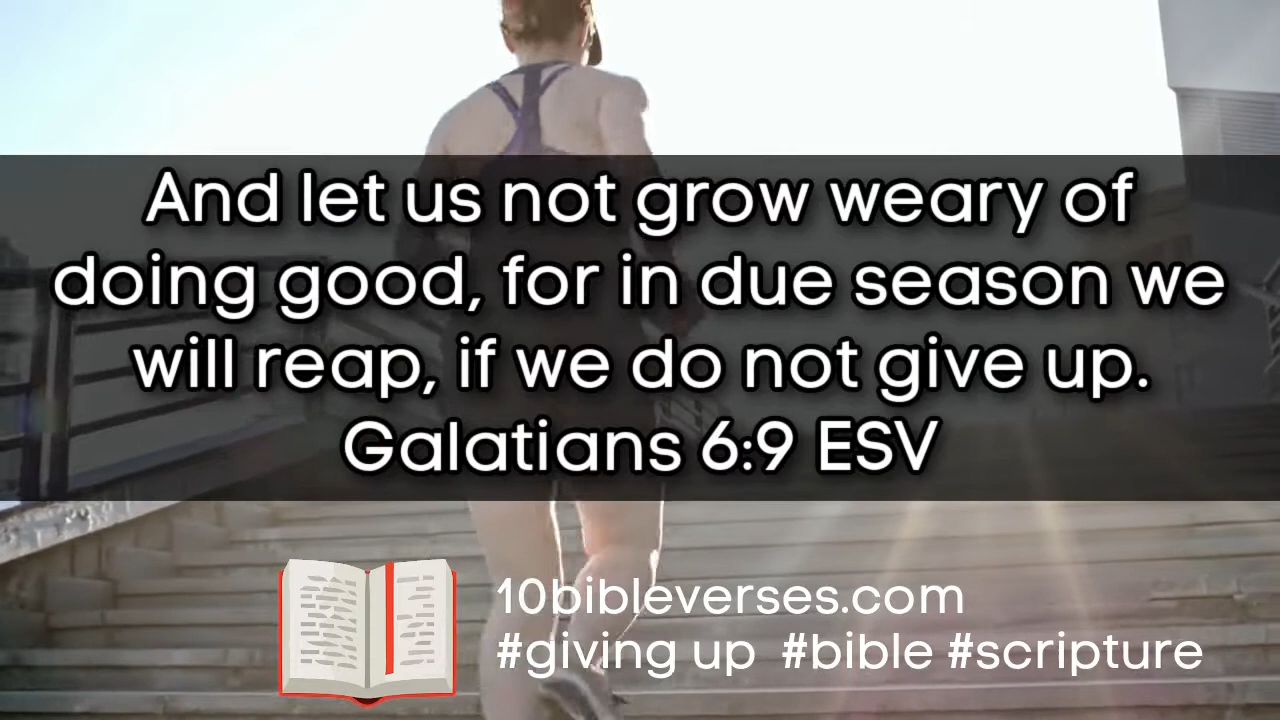 And let us not grow weary of
doing good, for in due season we
will reap, if we do not give up.
Galatians 6:9 ESV
10bibleverses.com
#giving up #bible #scripture